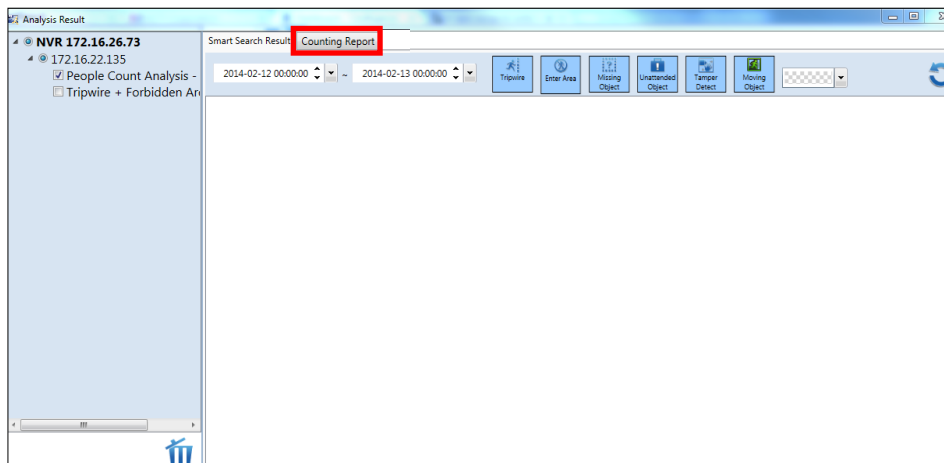 Analysis Result
NVR 172.16.26.73
172.16.22.135
People Count Analysis -
Tripwire + Forbidden Are
Smart Search Result
Counting Report
2014-02-12 00:00:00 ~ 2014-02-13 00:00:00
Tripwire
Enter Area
Missing
Object
Unattended
Object
Tamper
Detect
Moving
Object